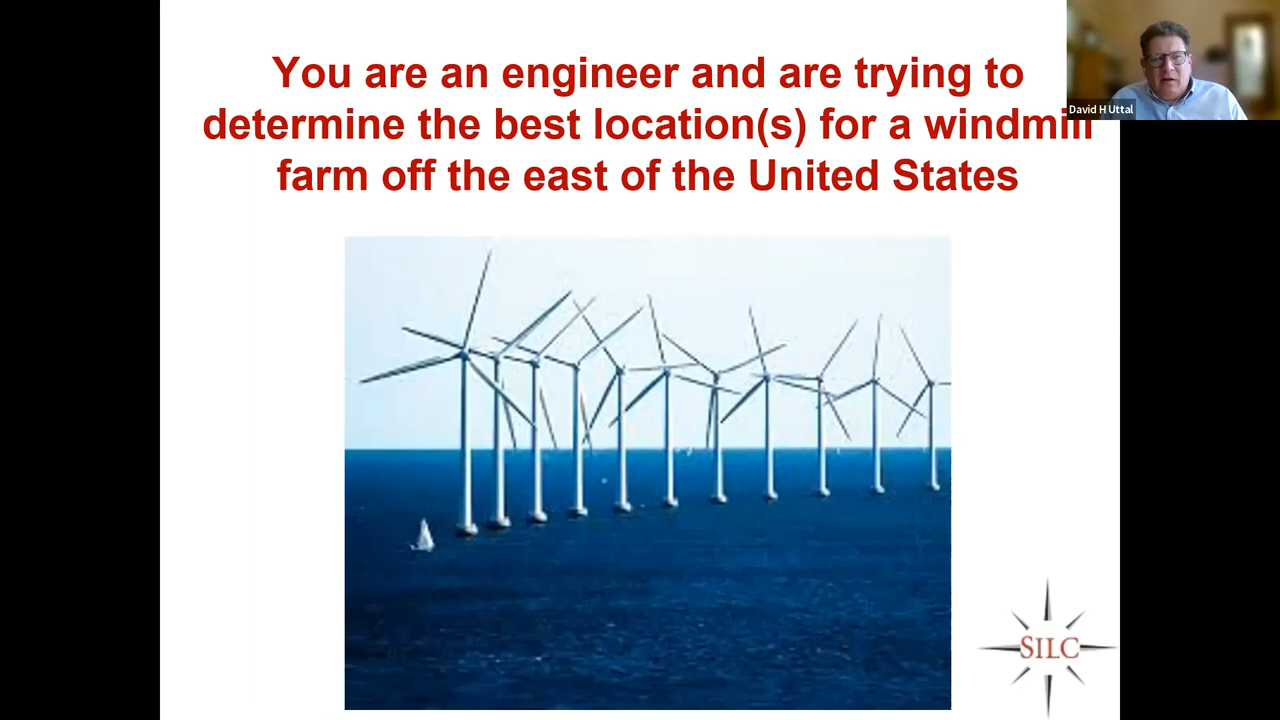 You are an engineer and are trying to
determine the best location(s) for a windmill
farm off the east of the United States
David H Uttal
SILC